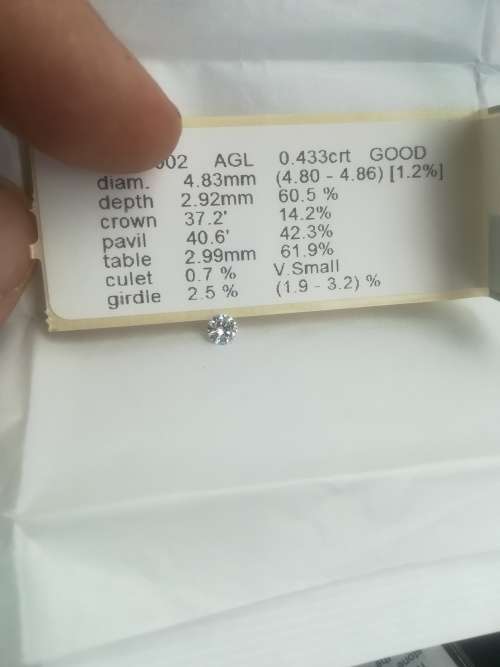 002 AGL 0.433crt GOOD
diam. 4.83mm (4.80 - 4.86) [1.2%]
depth 2.92mm 60.5 %
crown 37.2' 14.2%
pavil 40.6' 42.3%
table 2.99mm 61.9%
culet 0.7 % V.Small
girdle 2.5 % (1.9 - 3.2) %